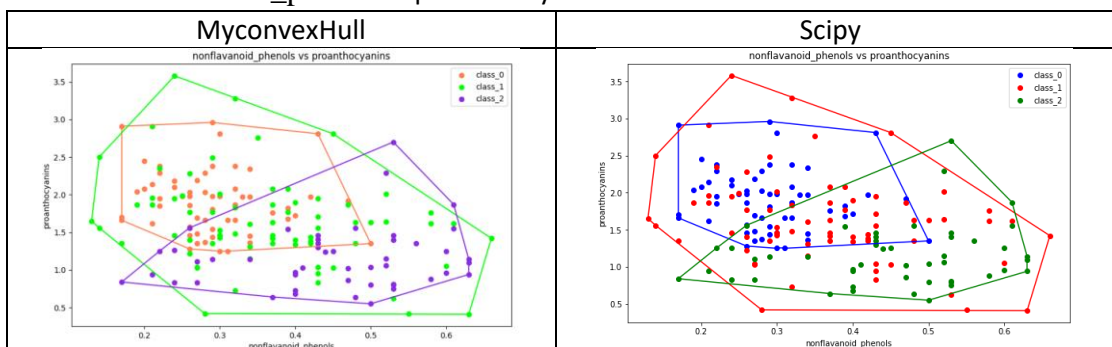 MyconvexHull
Scipy
nonflavanoid_phenols vs proanthocyanins
class_0
class_1
class_2
3.5
3.0
2.5
2.0
1.5
1.0
0.5
proanthocyanins
0.2 0.3 0.4 0.5 0.6
nonflavanoid_phenols
nonflavanoid_phenols vs proanthocyanins
class_0
class_1
class_2
3.5
3.0
2.5
2.0
1.5
1.0
0.5
proanthocyanins
0.2 0.3 0.4 0.5 0.6
nonflavanoid_phenols